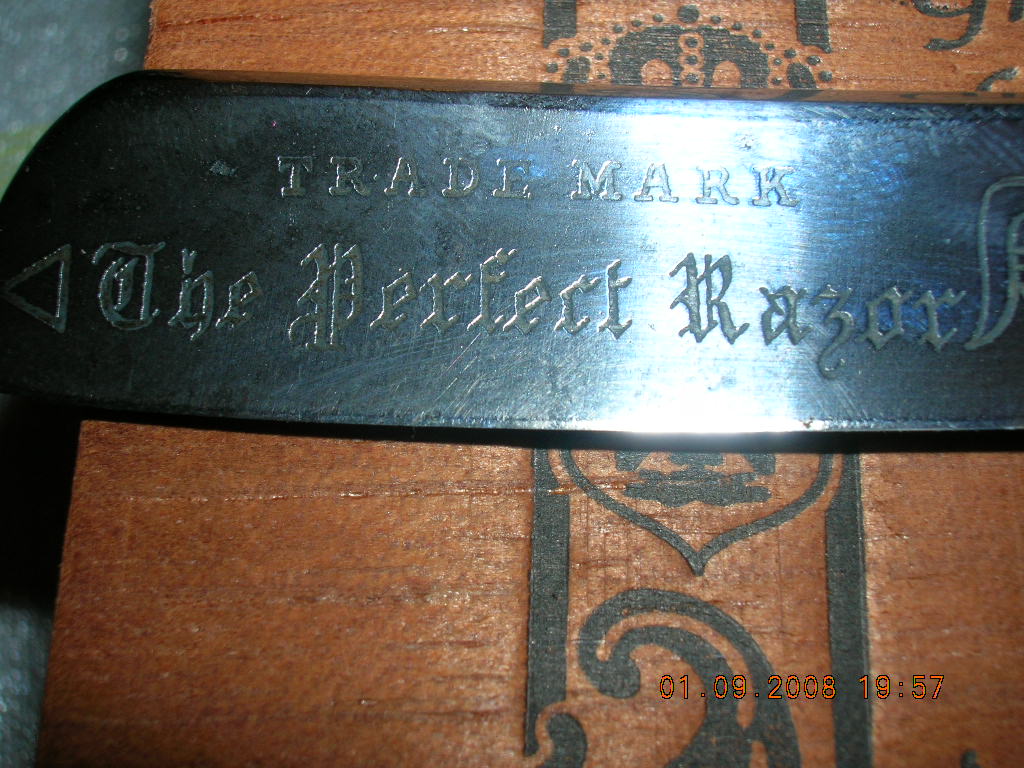 TRADE MARK
The Perfect Razor
01.09.2008 19:57